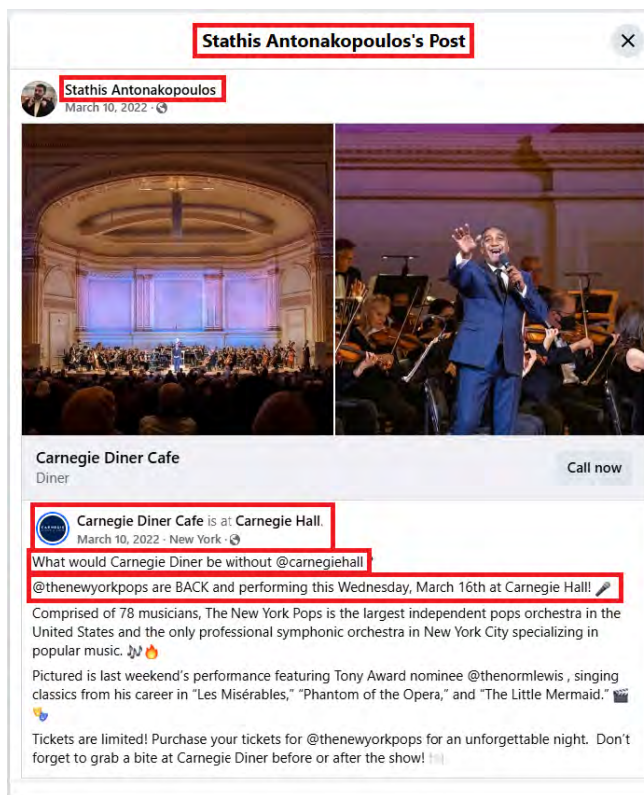 Stathis Antonakopoulos's Post
Stathis Antonakopoulos
March 10, 2022 ·
Carnegie Diner Cafe
Diner
Call now
CARNEGIE
Carnegie Diner Cafe is at Carnegie Hall.
March 10, 2022 · New York ·
What would Carnegie Diner be without @carnegiehall
@thenewyorkpops are BACK and performing this Wednesday, March 16th at Carnegie Hall! 🎤
Comprised of 78 musicians, The New York Pops is the largest independent pops orchestra in the
United States and the only professional symphonic orchestra in New York City specializing in
popular music. 🎶🔥
Pictured is last weekend's performance featuring Tony Award nominee @thenormlewis , singing
classics from his career in "Les Misérables," "Phantom of the Opera," and "The Little Mermaid." 🎬
🎭
Tickets are limited! Purchase your tickets for @thenewyorkpops for an unforgettable night. Don't
forget to grab a bite at Carnegie Diner before or after the show! 🍽